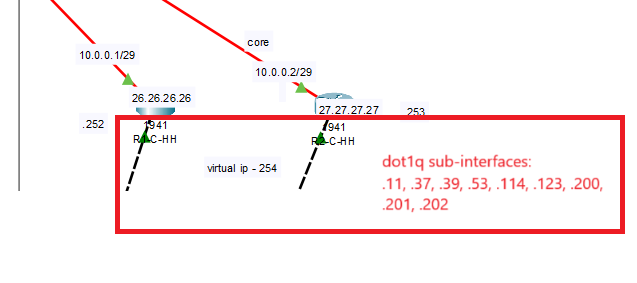 core
10.0.0.1/29
10.0.0.2/29
26.26.26.26
27.27.27.27
.252
253
1941
1941
R1-C-HH
R2-C-HH
virtual ip - 254
dot1q sub-interfaces:
.11, .37, .39, .53, .114, .123, .200,
.201, .202